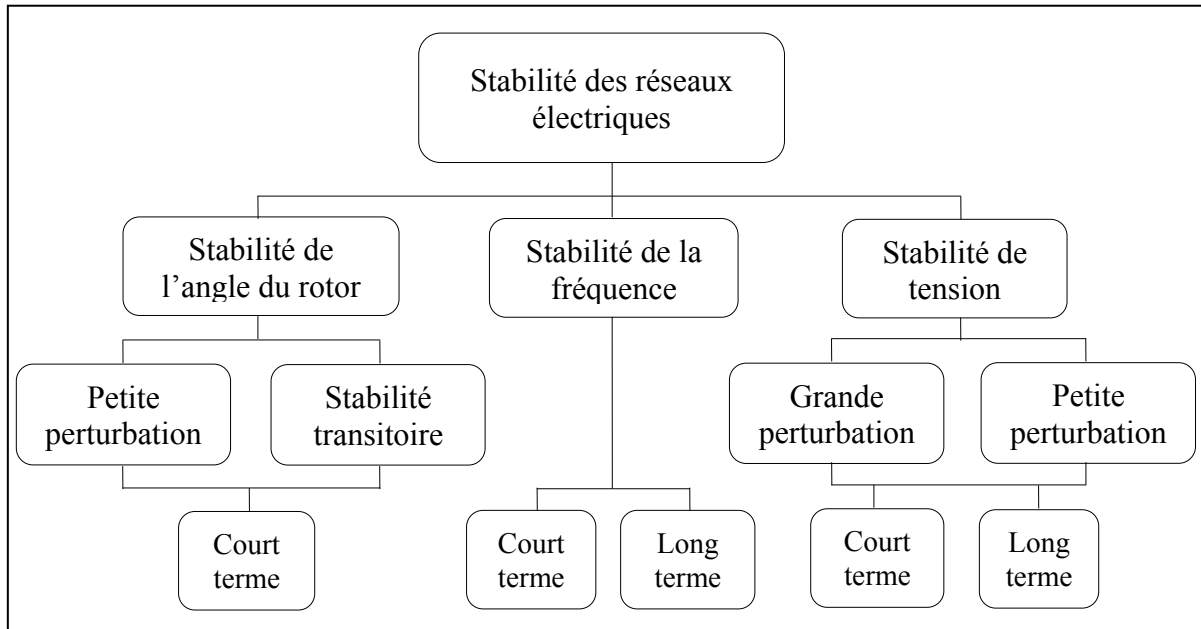 Stabilité des réseaux
électriques
Stabilité de
l’angle du rotor
Stabilité de la
fréquence
Stabilité de
tension
Petite
perturbation
Stabilité
transitoire
Grande
perturbation
Petite
perturbation
Court
terme
Court
terme
Long
terme
Court
terme
Long
terme